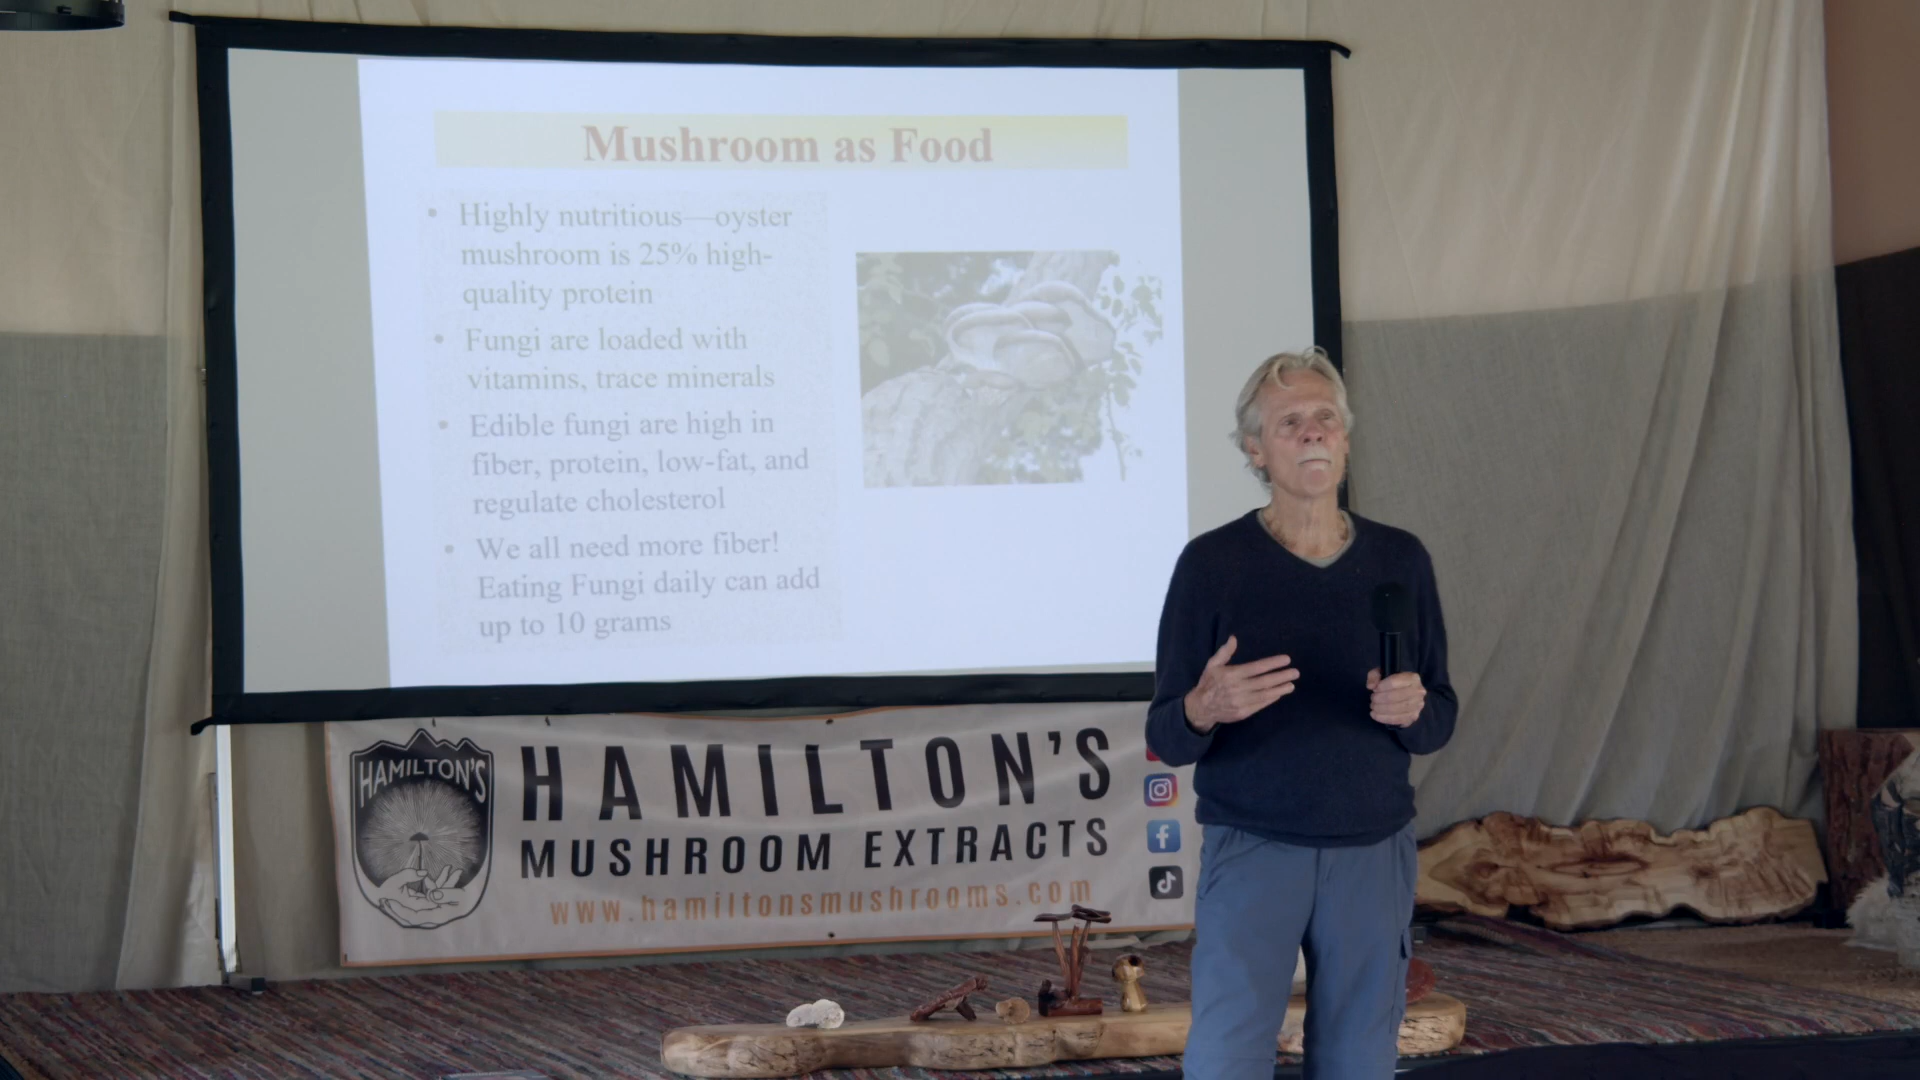 Mushroom as Food
• Highly nutritious—oyster
mushroom is 25% high-
quality protein
• Fungi are loaded with
vitamins, trace minerals
• Edible fungi are high in
fiber, protein, low-fat, and
regulate cholesterol
• We all need more fiber!
Eating Fungi daily can add
up to 10 grams
HAMILTON'S
HAMILTON'S
MUSHROOM EXTRACTS
www.hamiltonsmushrooms.com